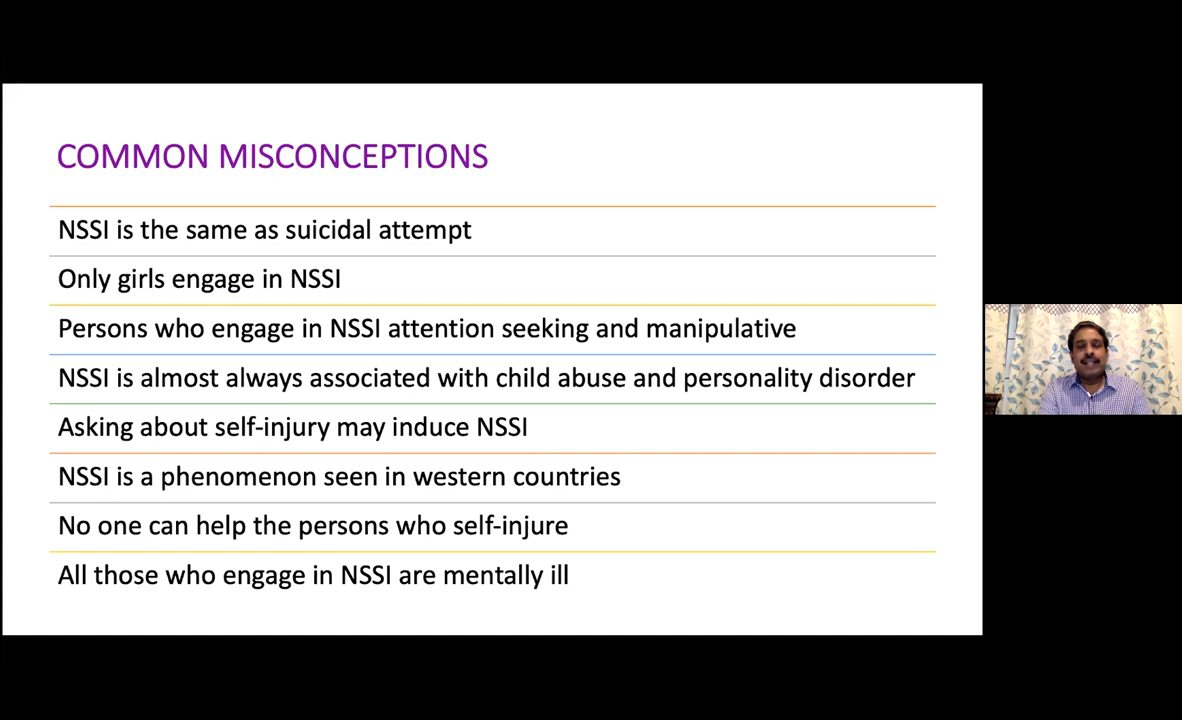 COMMON MISCONCEPTIONS
NSSI is the same as suicidal attempt
Only girls engage in NSSI
Persons who engage in NSSI attention seeking and manipulative
NSSI is almost always associated with child abuse and personality disorder
Asking about self-injury may induce NSSI
NSSI is a phenomenon seen in western countries
No one can help the persons who self-injure
All those who engage in NSSI are mentally ill